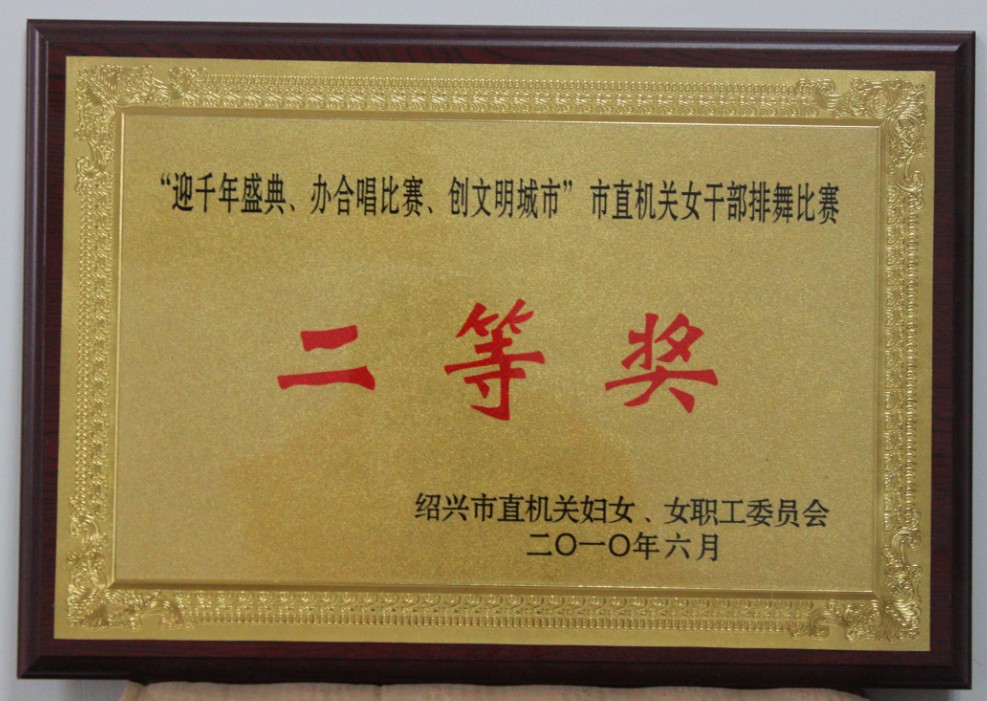 “迎千年盛典、办合唱比赛、创文明城市”市直机关女干部排舞比赛
二等奖
绍兴市直机关妇女、女职工委员会
二〇一〇年六月